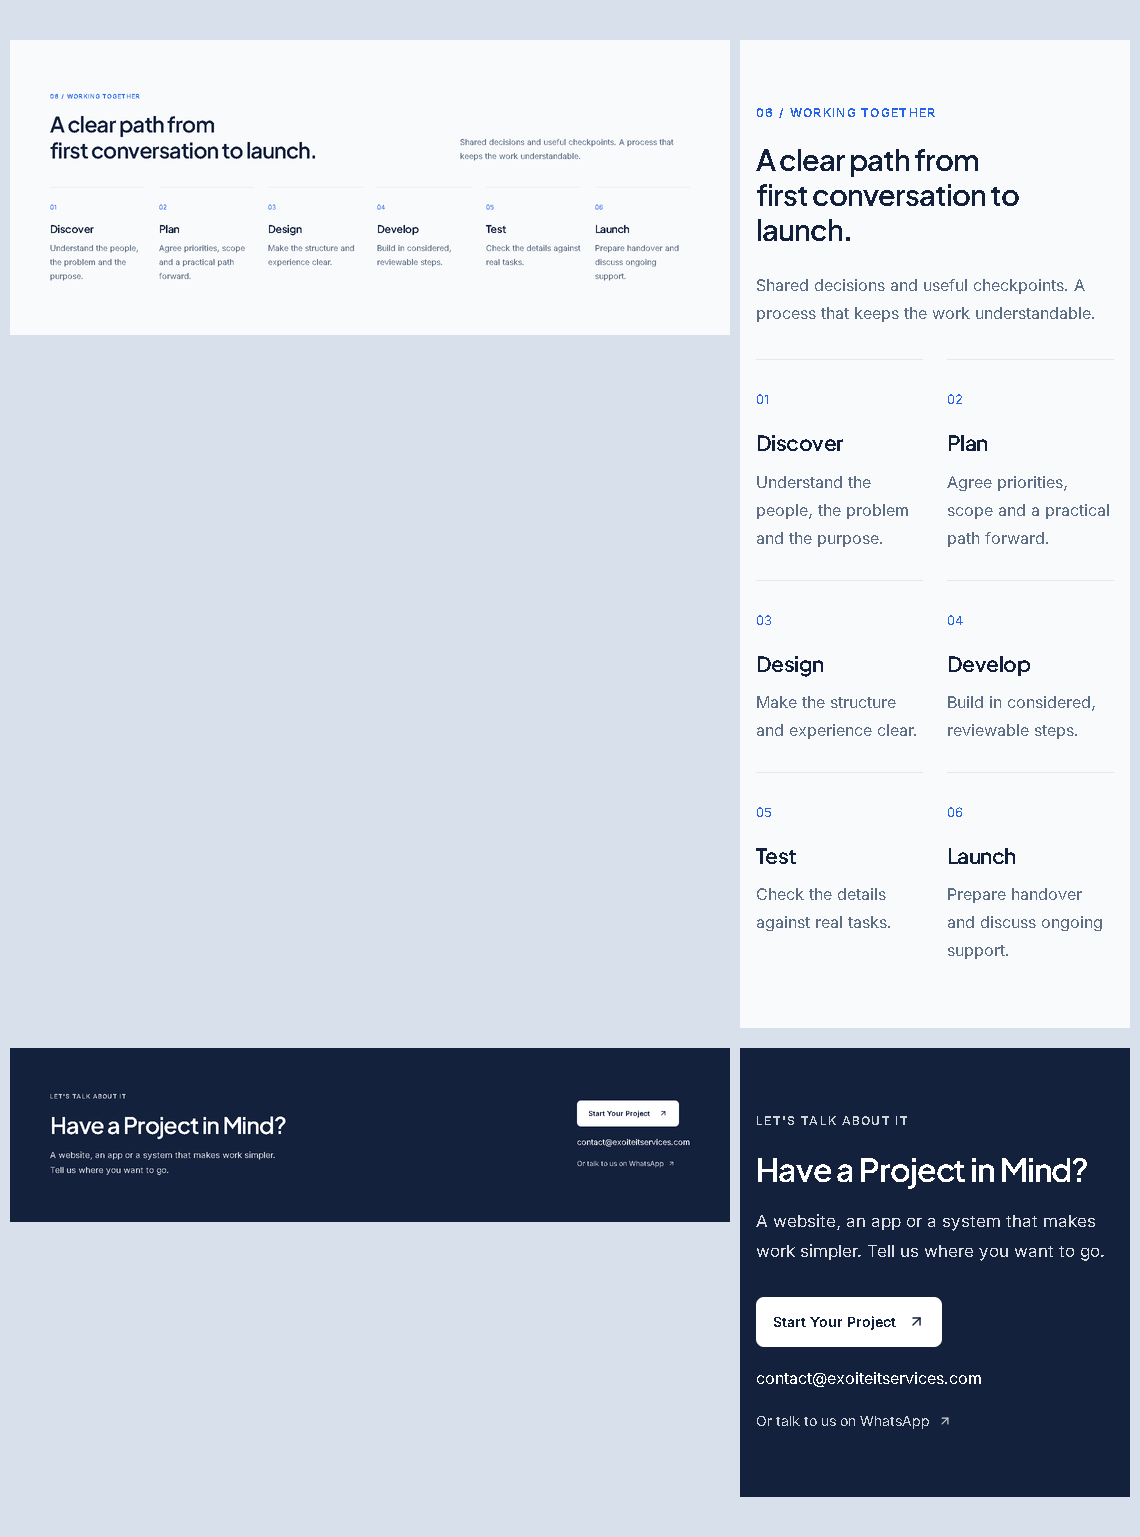 06 / WORKING TOGETHER
A clear path from
first conversation to launch.
Shared decisions and useful checkpoints. A process that
keeps the work understandable.
01
Discover
Understand the people,
the problem and the
purpose.
02
Plan
Agree priorities, scope
and a practical path
forward.
03
Design
Make the structure and
experience clear.
04
Develop
Build in considered,
reviewable steps.
05
Test
Check the details against
real tasks.
06
Launch
Prepare handover and
discuss ongoing
support.
06 / WORKING TOGETHER
A clear path from
first conversation to
launch.
Shared decisions and useful checkpoints. A
process that keeps the work understandable.
01
Discover
Understand the
people, the problem
and the purpose.
02
Plan
Agree priorities,
scope and a practical
path forward.
03
Design
Make the structure
and experience clear.
04
Develop
Build in considered,
reviewable steps.
05
Test
Check the details
against real tasks.
06
Launch
Prepare handover
and discuss ongoing
support.
LET'S TALK ABOUT IT
Have a Project in Mind?
A website, an app or a system that makes work simpler.
Tell us where you want to go.
Start Your Project
contact@exoiteitservices.com
Or talk to us on WhatsApp
LET'S TALK ABOUT IT
Have a Project in Mind?
A website, an app or a system that makes
work simpler. Tell us where you want to go.
Start Your Project
contact@exoiteitservices.com
Or talk to us on WhatsApp